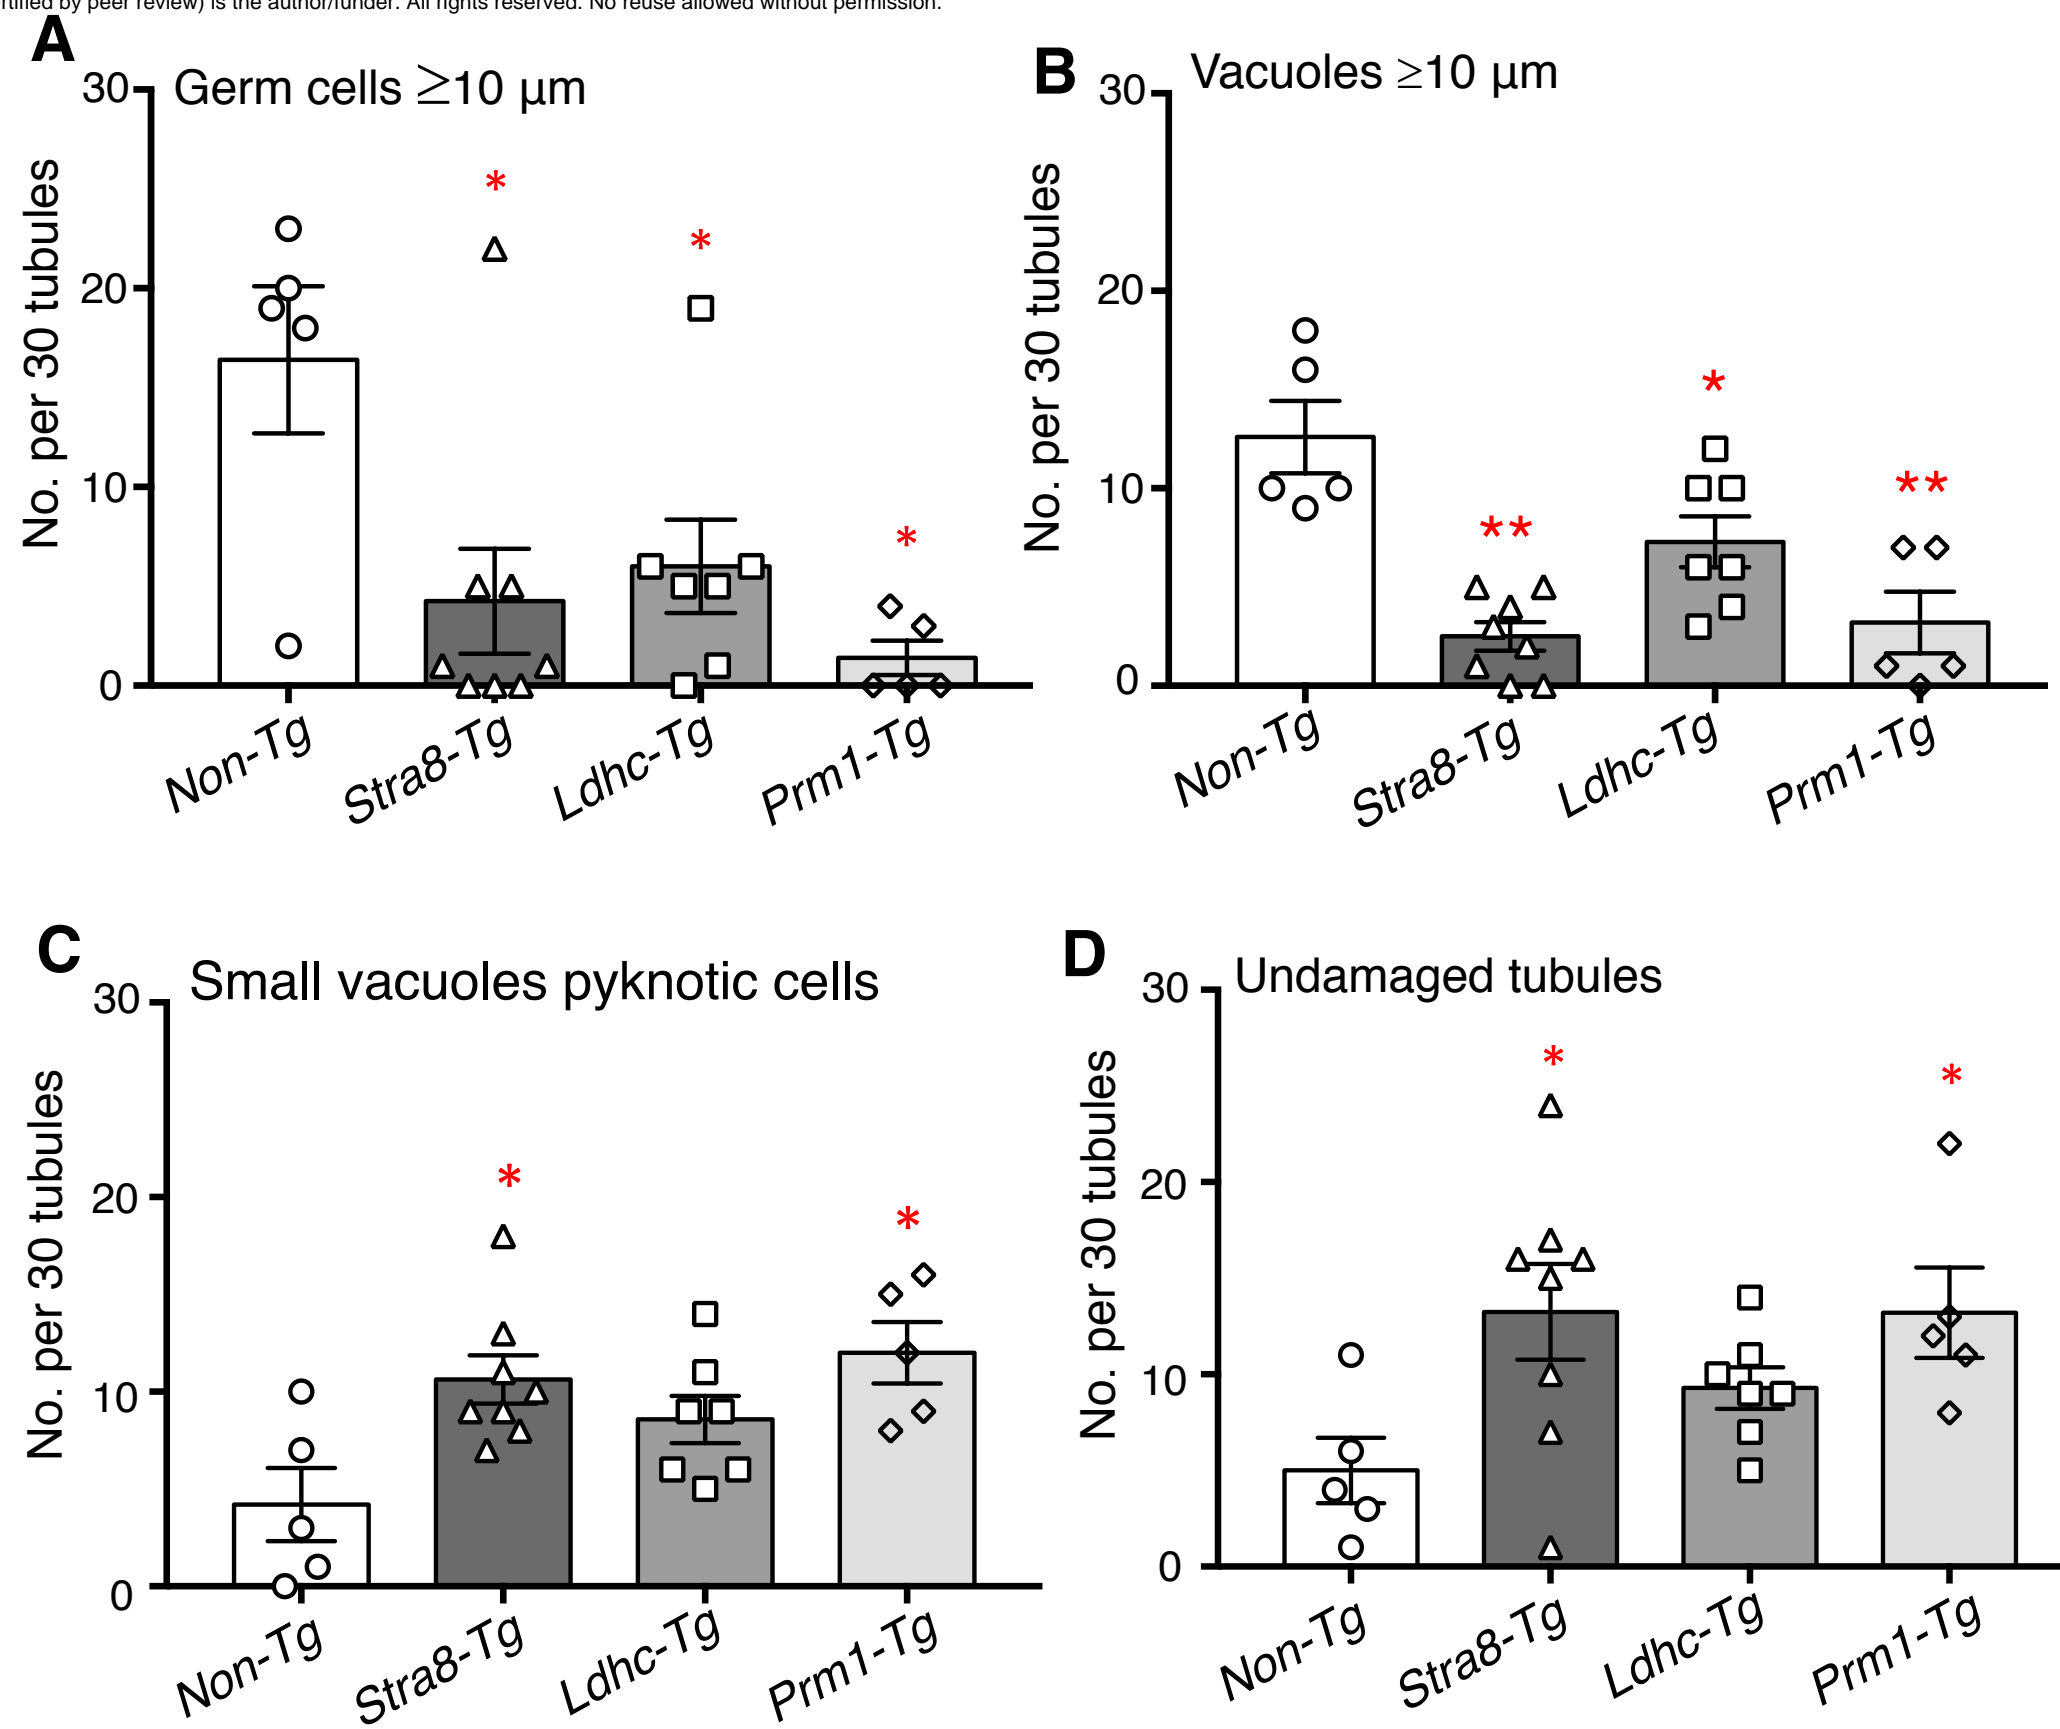 ertified by peer review) is the author/funder. All rights reserved. No reuse allowed without permission.
A
Germ cells ≥10 μm
No. per 30 tubules
30
20
10
0
*
*
*
Non-Tg
Stra8-Tg
Ldhc-Tg
Prm1-Tg
B
Vacuoles ≥10 μm
No. per 30 tubules
30
20
10
0
**
*
**
Non-Tg
Stra8-Tg
Ldhc-Tg
Prm1-Tg
C
Small vacuoles pyknotic cells
No. per 30 tubules
30
20
10
0
*
*
Non-Tg
Stra8-Tg
Ldhc-Tg
Prm1-Tg
D
Undamaged tubules
No. per 30 tubules
30
20
10
0
*
*
Non-Tg
Stra8-Tg
Ldhc-Tg
Prm1-Tg